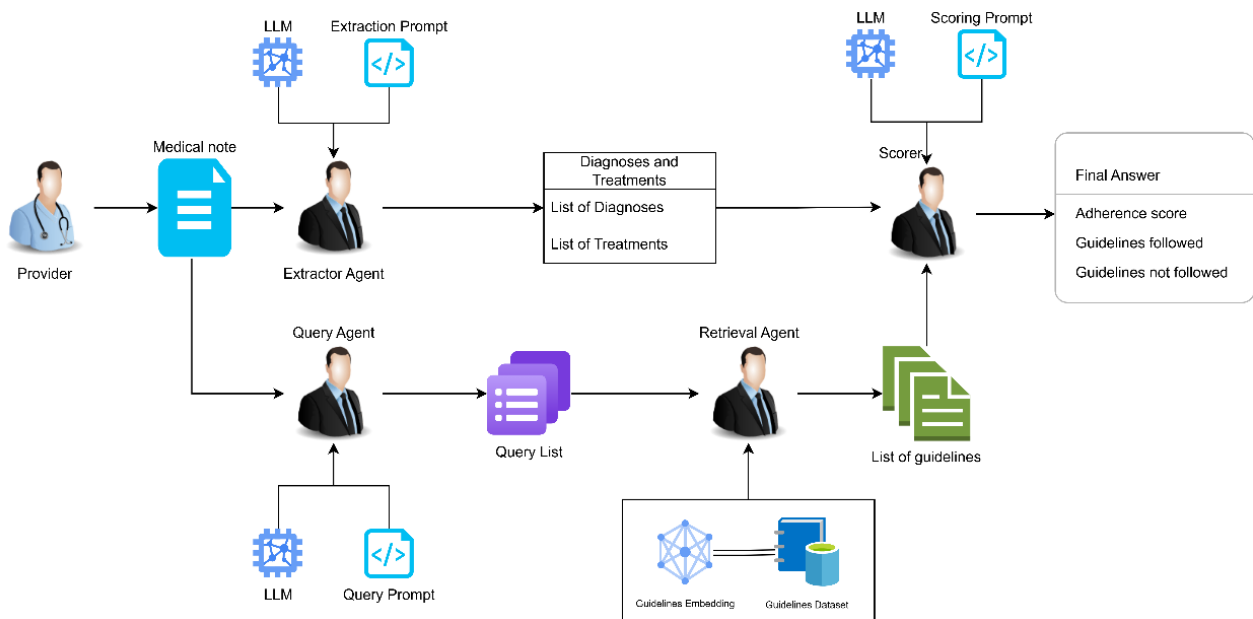 LLM
Extraction Prompt
LLM
Scoring Prompt
Medical note
Provider
Extractor Agent
Diagnoses and
Treatments
List of Diagnoses
List of Treatments
Scorer
Final Answer
Adherence score
Guidelines followed
Guidelines not followed
Query Agent
Query List
Retrieval Agent
List of guidelines
LLM
Query Prompt
Guidelines Embedding
Guidelines Dataset